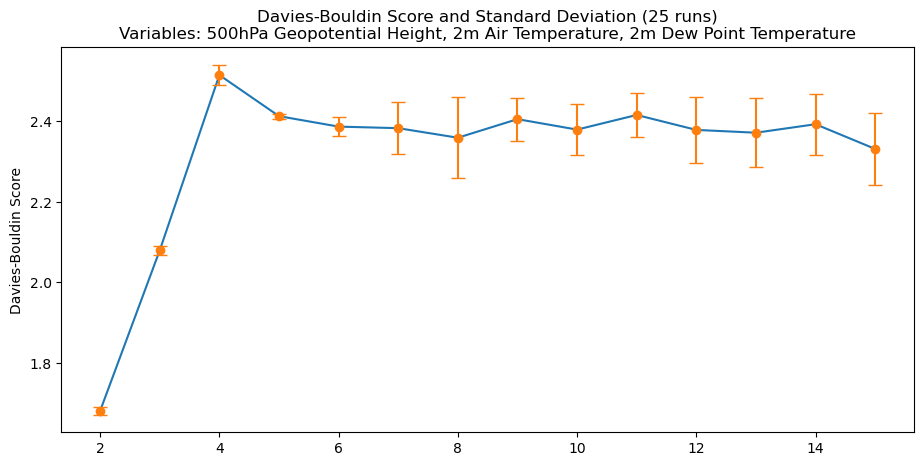 Davies-Bouldin Score and Standard Deviation (25 runs)
Variables: 500hPa Geopotential Height, 2m Air Temperature, 2m Dew Point Temperature
Davies-Bouldin Score
2.4
2.2
2.0
1.8
2 4 6 8 10 12 14